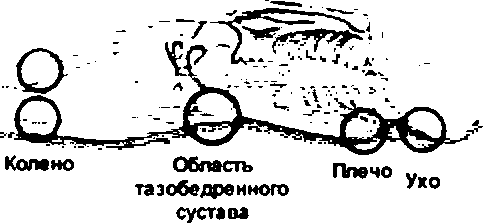 Колено
Область
тазобедренного
сустава
Плечо
Ухо